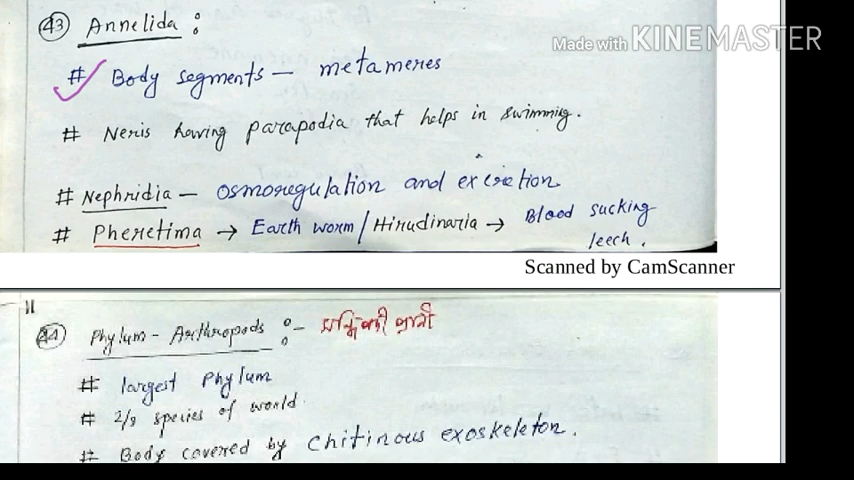 Made with KINEMASTER
43 Annelida :
# Body segments — metameres
# Neris having parapodia that helps in swimming.
# Nephridia — osmoregulation and excretion
# Pheretima → Earth worm / Hirudinaria → Blood sucking
leech.
Scanned by CamScanner
44 Phylum - Arthropods :-
# largest Phylum
# 2/3 species of world.
# Body covered by chitinous exoskeleton.